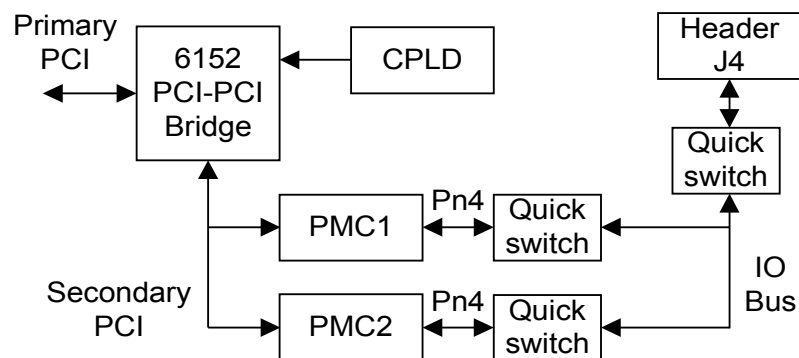 Primary
PCI
6152
PCI-PCI
Bridge
CPLD
Header
J4
Quick
switch
PMC1
Pn4
Quick
switch
Secondary
PCI
PMC2
Pn4
Quick
switch
IO
Bus